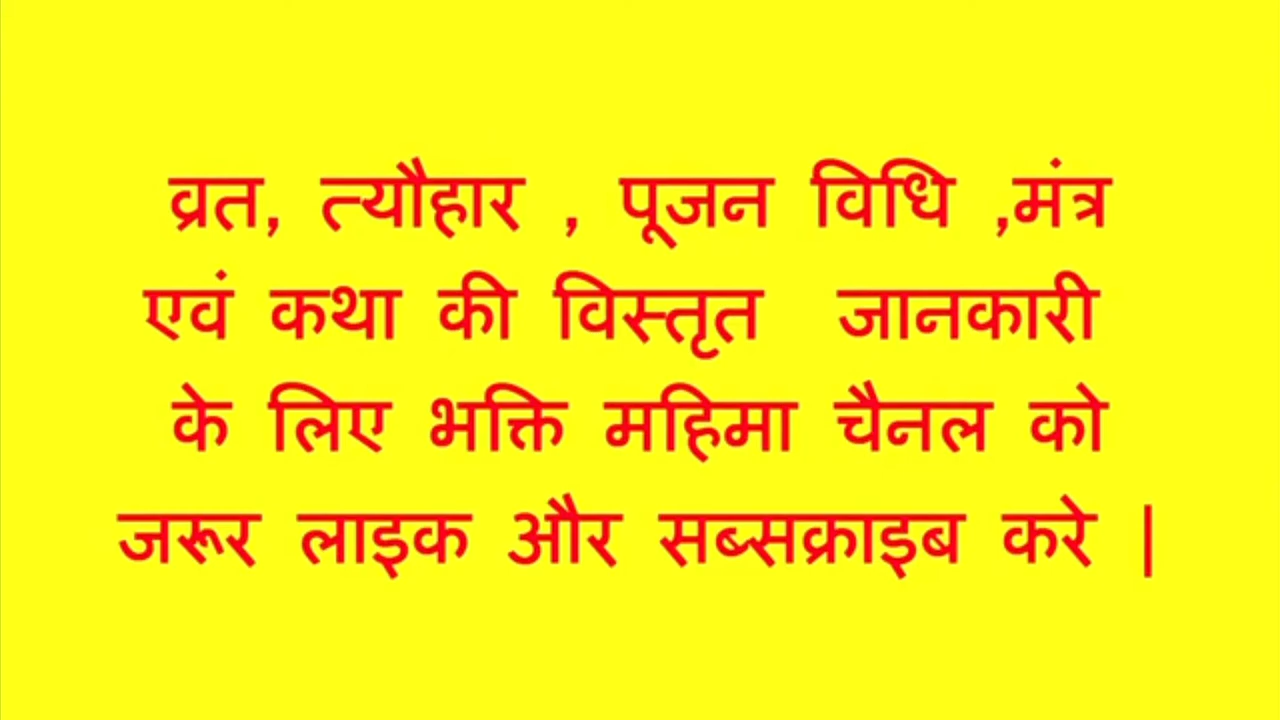 व्रत, त्यौहार , पूजन विधि ,मंत्र
एवं कथा की विस्तृत जानकारी
के लिए भक्ति महिमा चैनल को
जरूर लाइक और सब्सक्राइब करे |